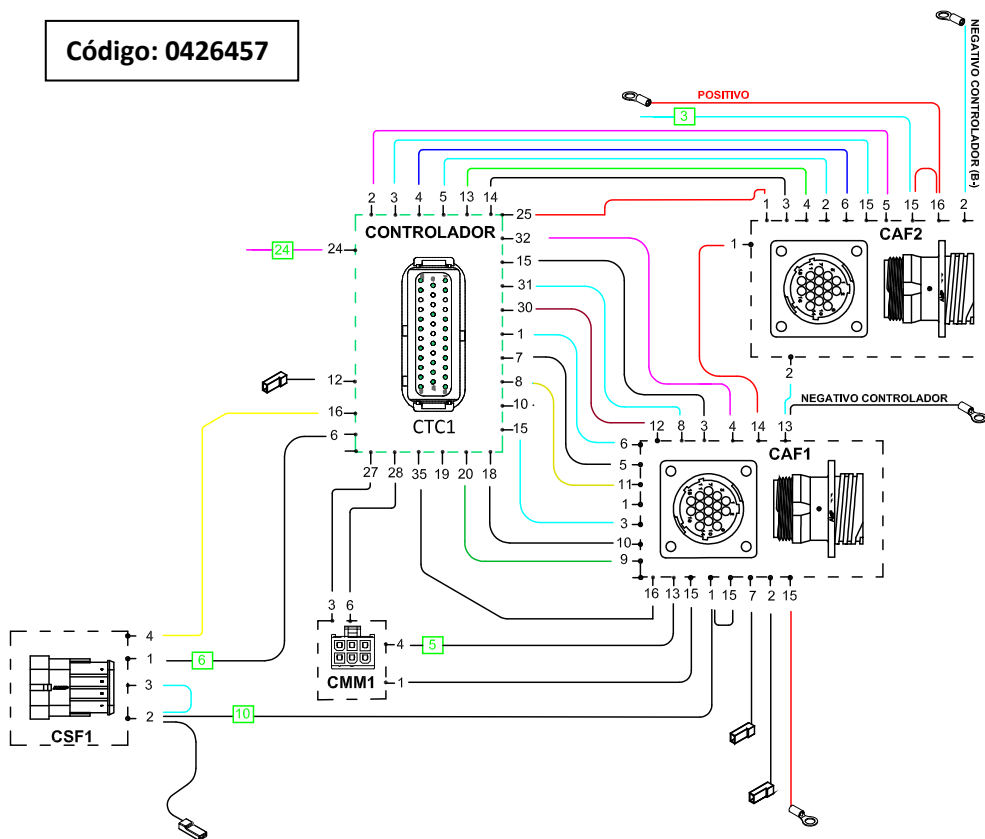 Código: 0426457
NEGATIVO CONTROLADOR (B-)
POSITIVO
3
2 3 4 5 13 14
1 3 4 2 6 15 5 15 16 2
25
CONTROLADOR
CAF2
32
1
24
24
15
31
30
1
7
12
8
2
10
16
CTC1
15
NEGATIVO CONTROLADOR
6
12 8 3 4 14 13
6
CAF1
27 28 35 19 20 18
5
11
1
3
10
9
16 13 15 1 15 7 2 15
3 6
4
4
5
1
6
3
CMM1
1
2
10
CSF1